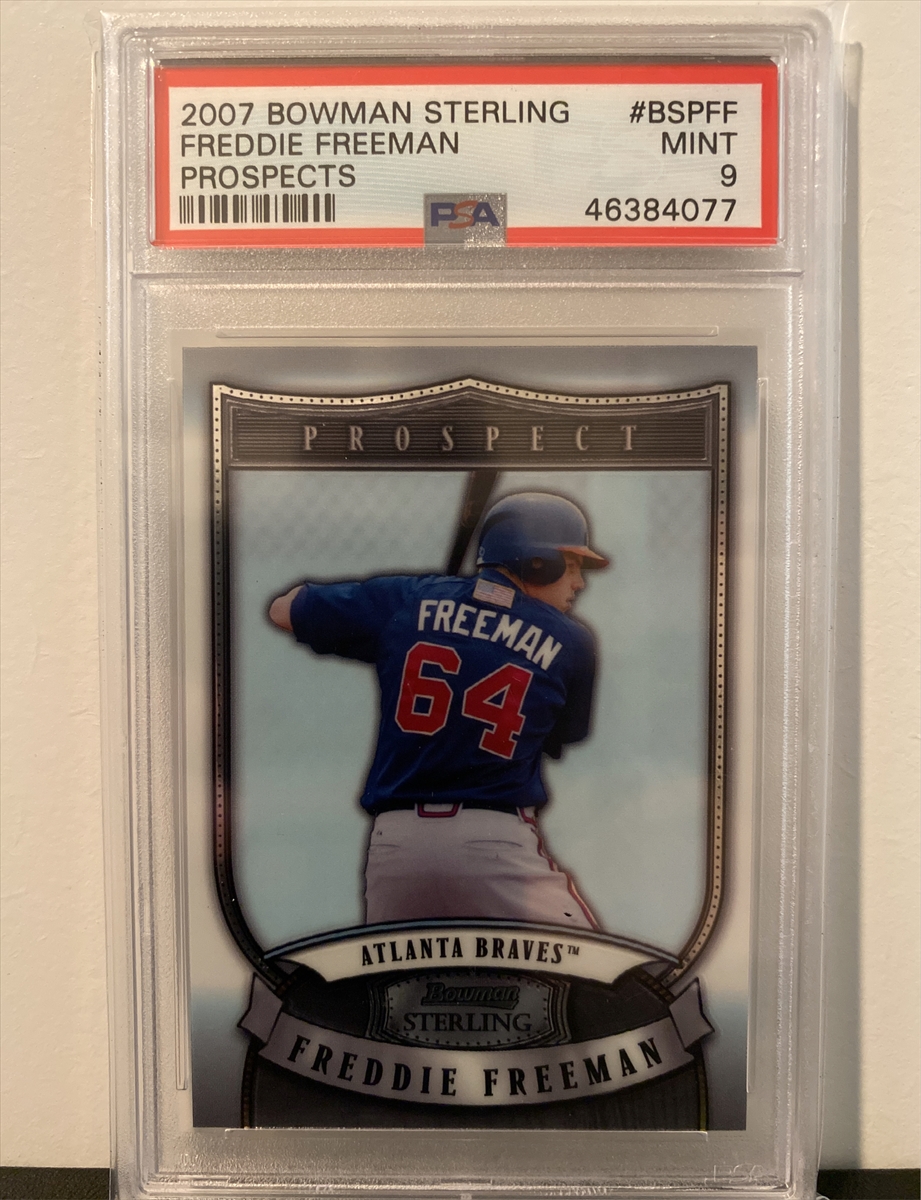 2007 BOWMAN STERLING #BSPFF
FREDDIE FREEMAN MINT
PROSPECTS 9
PSA 46384077
PROSPECT
FREEMAN
64
ATLANTA BRAVES™
Bowman
STERLING
FREDDIE FREEMAN